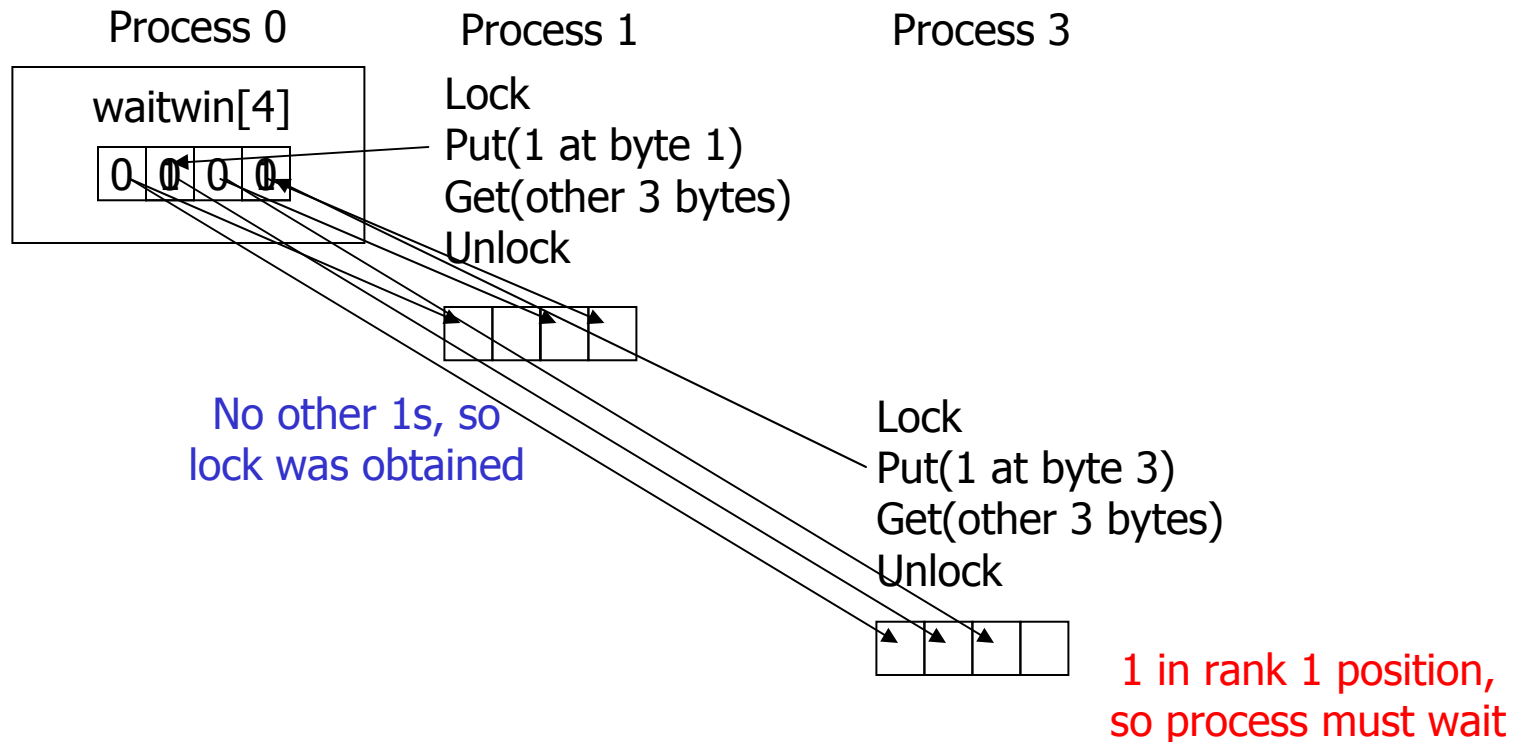 Process 0
Process 1
Process 3
waitwin[4]
0 0 0 0
1 1
Lock
Put(1 at byte 1)
Get(other 3 bytes)
Unlock
No other 1s, so
lock was obtained
Lock
Put(1 at byte 3)
Get(other 3 bytes)
Unlock
1 in rank 1 position,
so process must wait